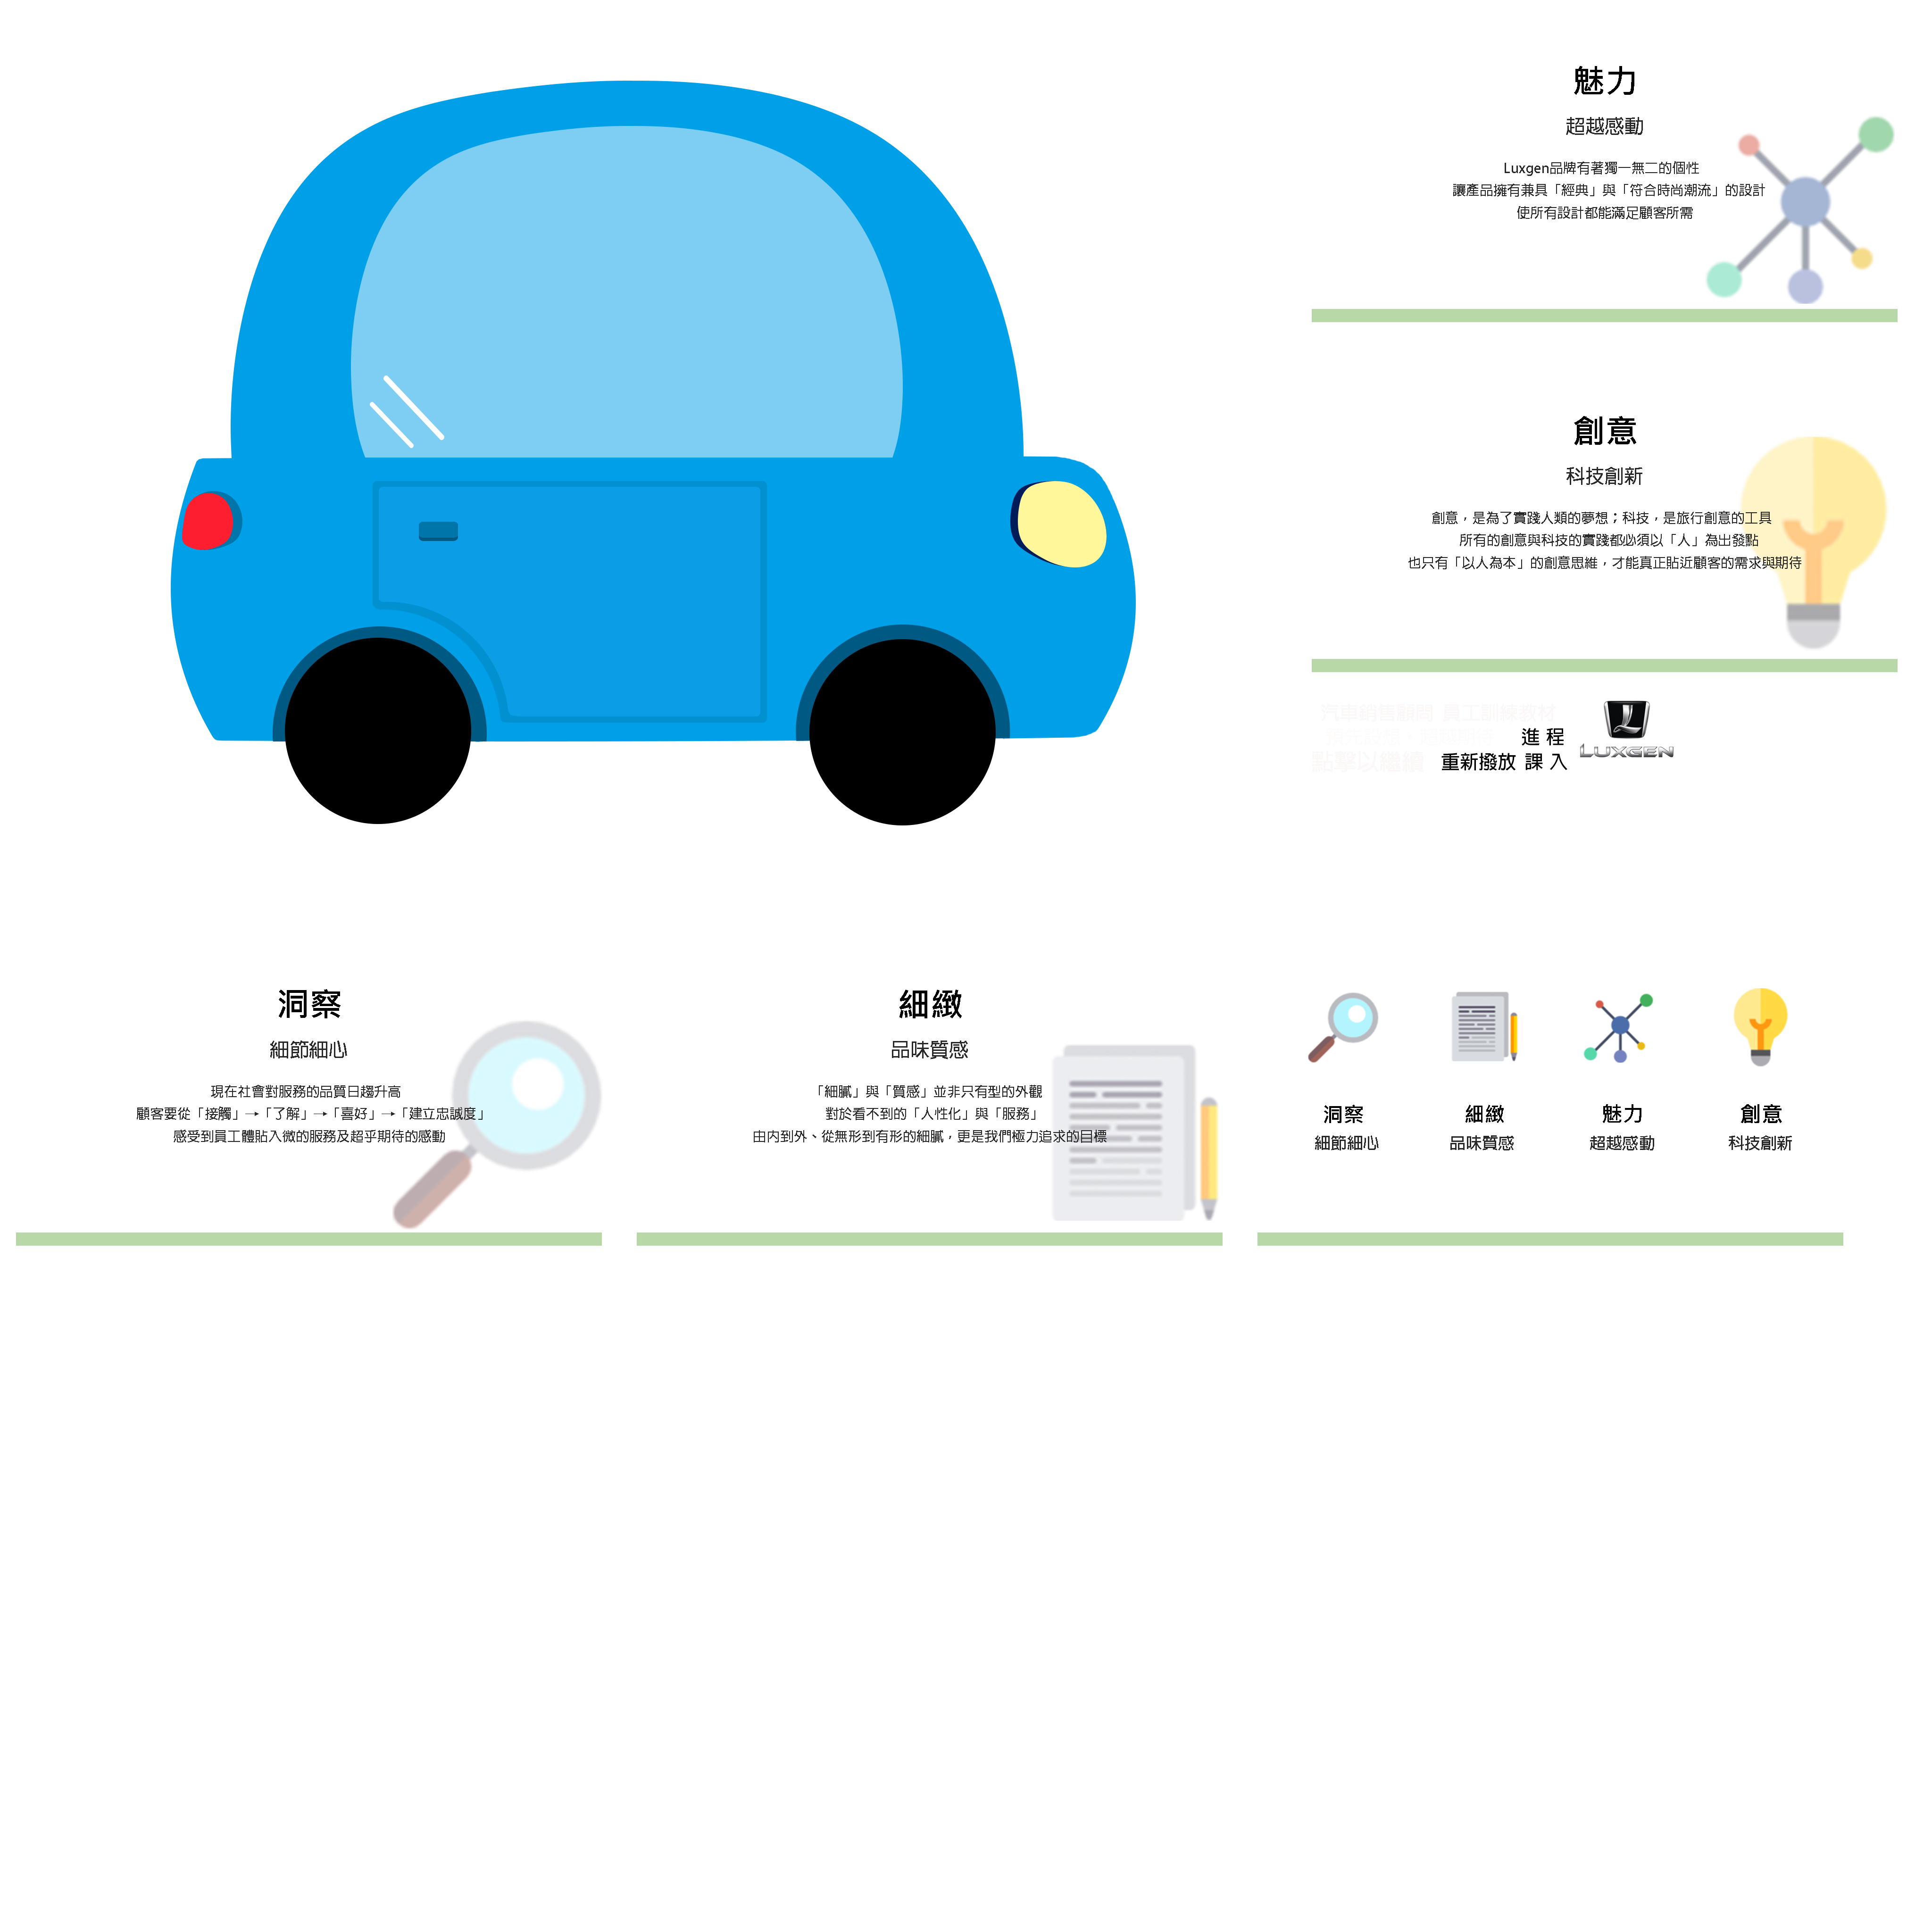 魅力
超越感動
Luxgen品牌有著獨一無二的個性
讓產品擁有兼具「經典」與「符合時尚潮流」的設計
使所有設計都能滿足顧客所需
創意
科技創新
創意，是為了實踐人類的夢想；科技，是旅行創意的工具
所有的創意與科技的實踐都必須以「人」為出發點
也只有「以人為本」的創意思維，才能真正貼近顧客的需求與期待
汽車銷售顧問 員工訓練教材
點擊以繼續
重新撥放
進 程
課 入
LUXGEN
洞察
細節細心
現在社會對服務的品質日趨升高
顧客要從「接觸」→「了解」→「喜好」→「建立忠誠度」
感受到員工體貼入微的服務及超乎期待的感動
細緻
品味質感
「細膩」與「質感」並非只有型的外觀
對於看不到的「人性化」與「服務」
由內到外、從無形到有形的細膩，更是我們極力追求的目標
洞察
細節細心
細緻
品味質感
魅力
超越感動
創意
科技創新